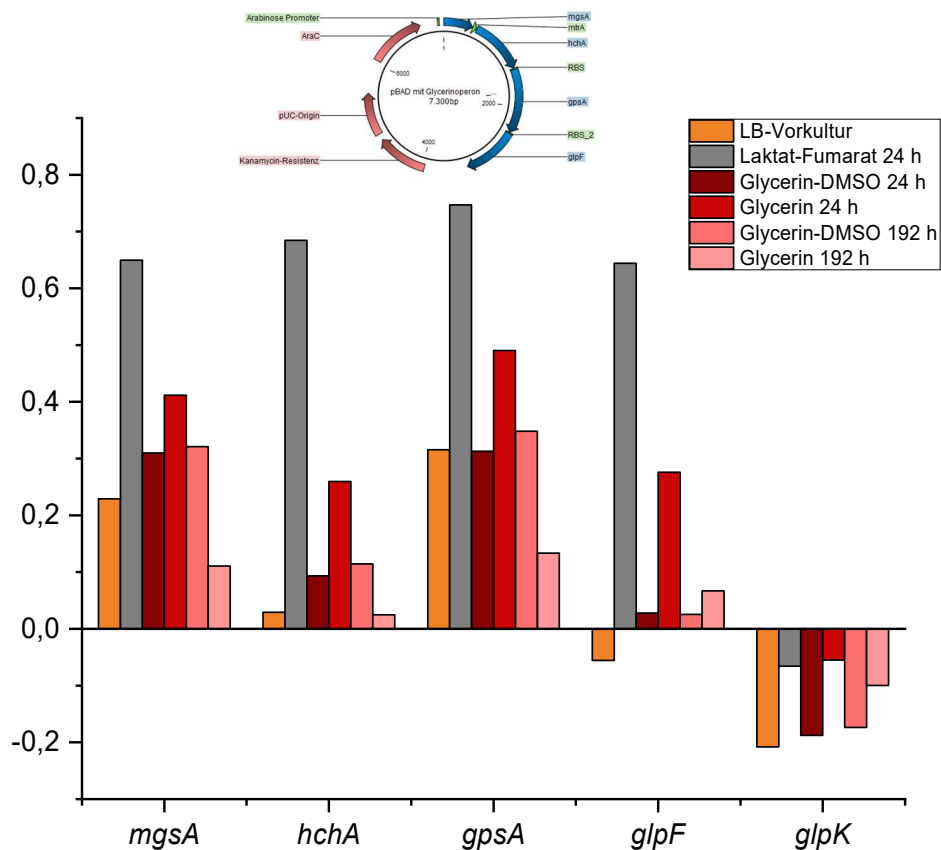 Arabinose Promoter
mgsA
mtrA
AraC
hchA
1
6000
RBS
pBAD mit Glycerinoperon
7.300bp
2000
gpsA
pUC-Origin
4000
RBS_2
Kanamycin-Resistenz
glpF
LB-Vorkultur
Laktat-Fumarat 24 h
Glycerin-DMSO 24 h
Glycerin 24 h
Glycerin-DMSO 192 h
Glycerin 192 h
0,8
0,6
0,4
0,2
0,0
-0,2
mgsA hchA gpsA glpF glpK